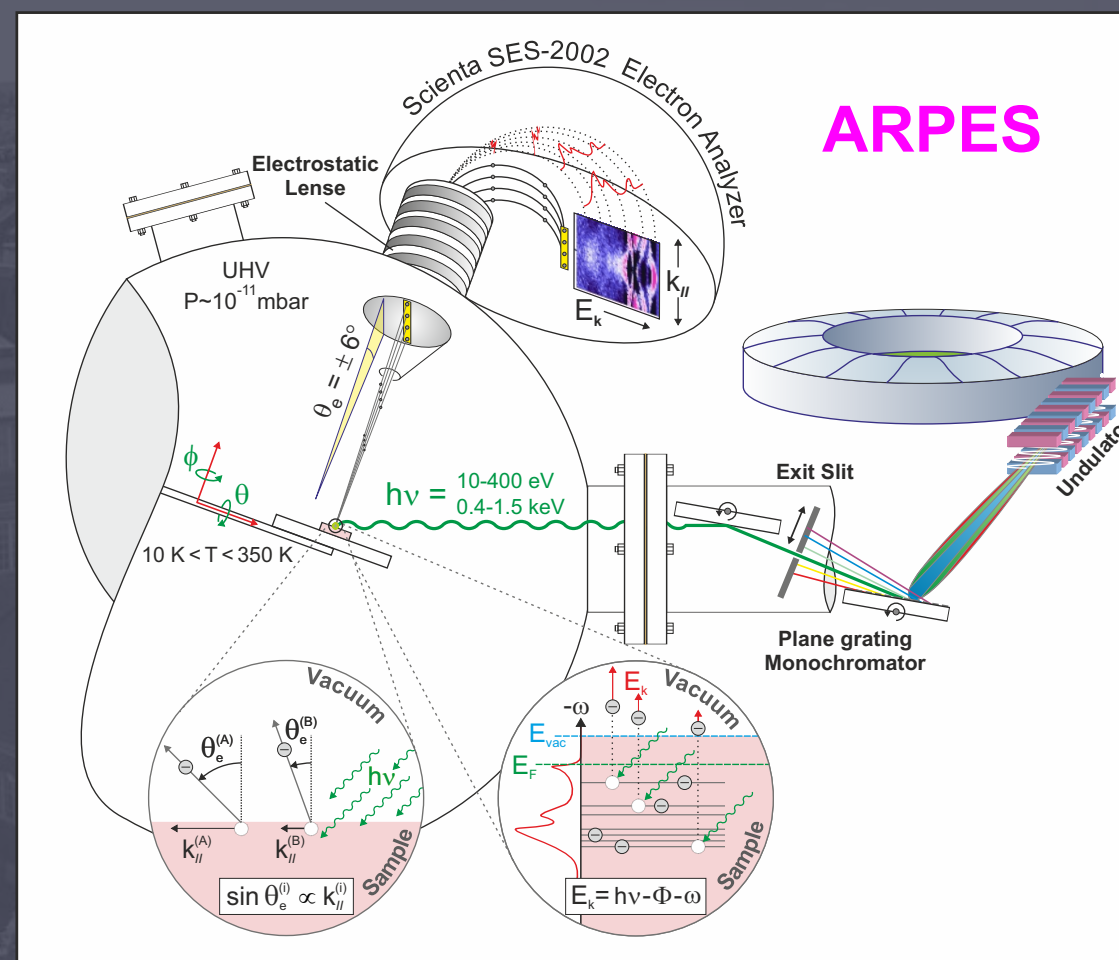 ARPES
Scienta SES-2002 Electron Analyzer
Electrostatic
Lense
UHV
P~10⁻¹¹mbar
k//
Eₖ
θₑ = ± 6°
ϕ
θ
10 K < T < 350 K
hν = 10-400 eV
0.4-1.5 keV
Exit Slit
Undulato
Plane grating
Monochromator
Vacuum
θₑ⁽ᴬ⁾
θₑ⁽ᴮ⁾
hν
k//⁽ᴬ⁾
k//⁽ᴮ⁾
Sample
sin θₑ⁽ⁱ⁾ ∝ k//⁽ⁱ⁾
Eₖ
Vacuum
-ω
Evac
EF
Sample
Eₖ= hν-Φ-ω